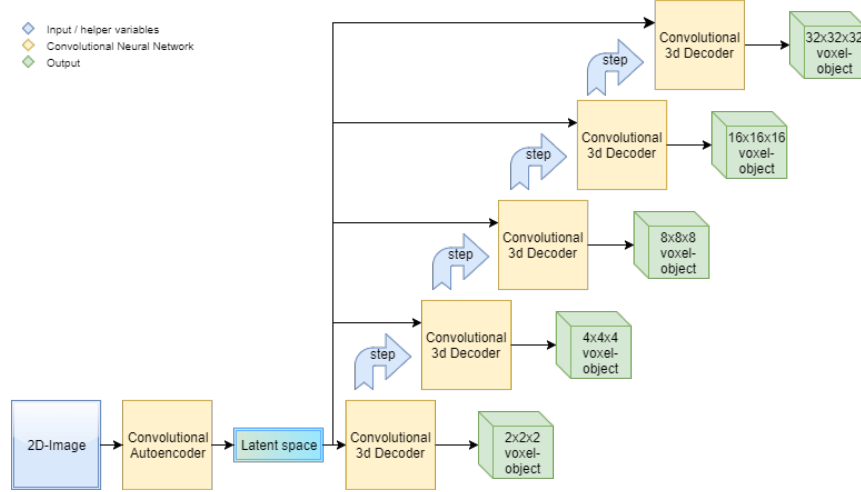 Input / helper variables
Convolutional Neural Network
Output
Convolutional
3d Decoder
32x32x32
voxel-
object
step
Convolutional
3d Decoder
16x16x16
voxel-
object
step
Convolutional
3d Decoder
8x8x8
voxel-
object
step
Convolutional
3d Decoder
4x4x4
voxel-
object
step
2D-Image
Convolutional
Autoencoder
Latent space
Convolutional
3d Decoder
2x2x2
voxel-
object